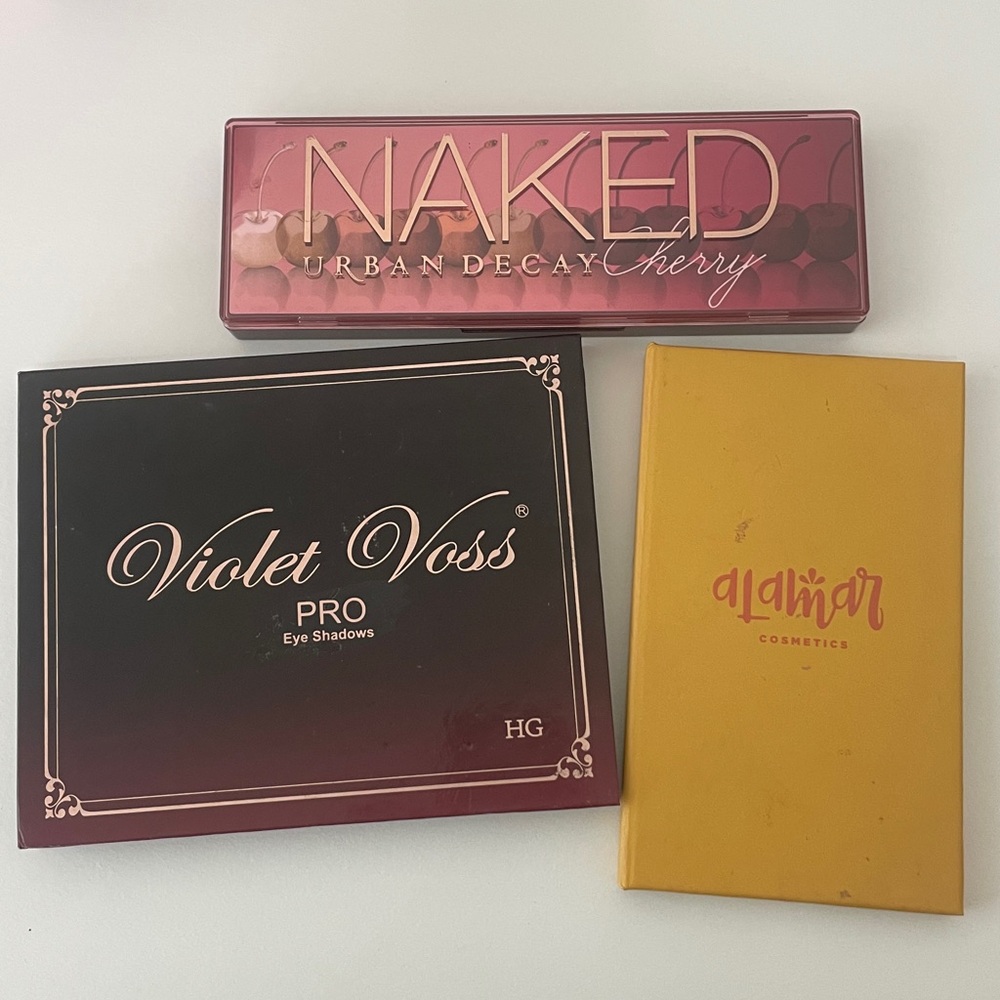 NAKED
URBAN DECAY Cherry
Violet Voss®
PRO
Eye Shadows
HG
aLamar
COSMETICS